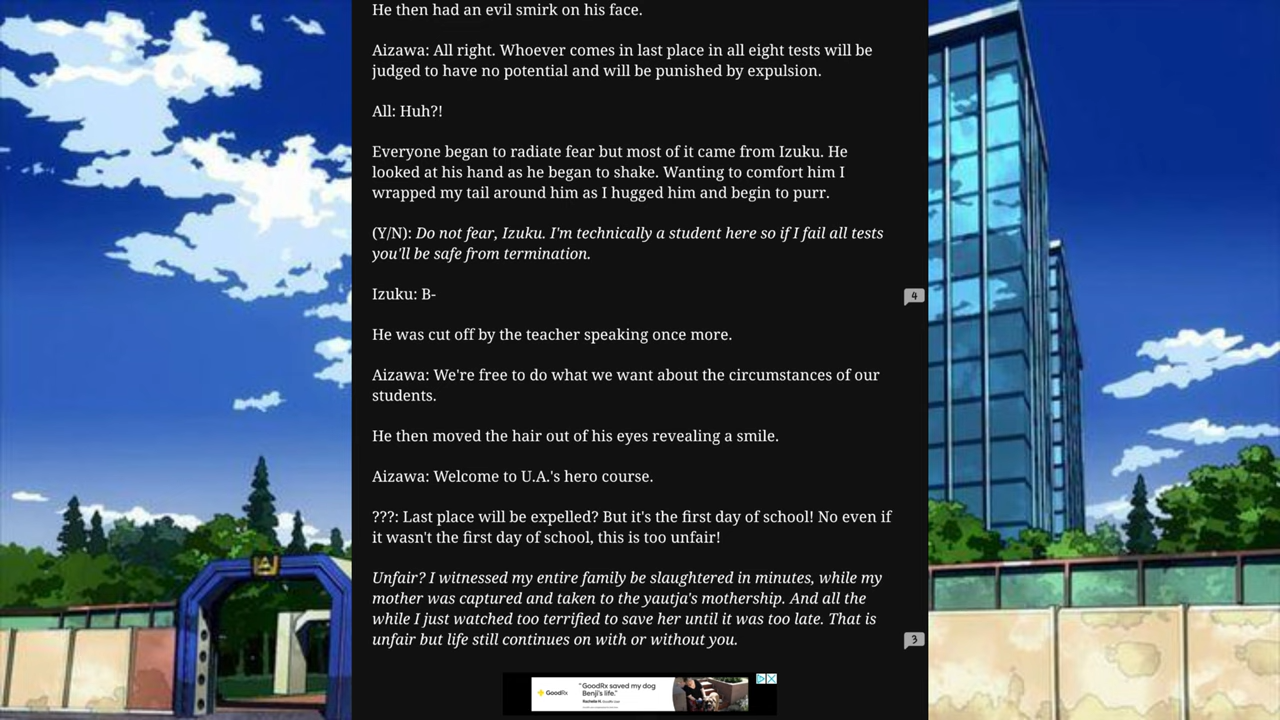 He then had an evil smirk on his face.
Aizawa: All right. Whoever comes in last place in all eight tests will be
judged to have no potential and will be punished by expulsion.
All: Huh?!
Everyone began to radiate fear but most of it came from Izuku. He
looked at his hand as he began to shake. Wanting to comfort him I
wrapped my tail around him as I hugged him and begin to purr.
(Y/N): Do not fear, Izuku. I'm technically a student here so if I fail all tests
you'll be safe from termination.
Izuku: B-
4
He was cut off by the teacher speaking once more.
Aizawa: We're free to do what we want about the circumstances of our
students.
He then moved the hair out of his eyes revealing a smile.
Aizawa: Welcome to U.A.'s hero course.
???: Last place will be expelled? But it's the first day of school! No even if
it wasn't the first day of school, this is too unfair!
Unfair? I witnessed my entire family be slaughtered in minutes, while my
mother was captured and taken to the yautja's mothership. And all the
while I just watched too terrified to save her until it was too late. That is
unfair but life still continues on with or without you.
3
GoodRx
"GoodRx saved my dog
Benji's life."